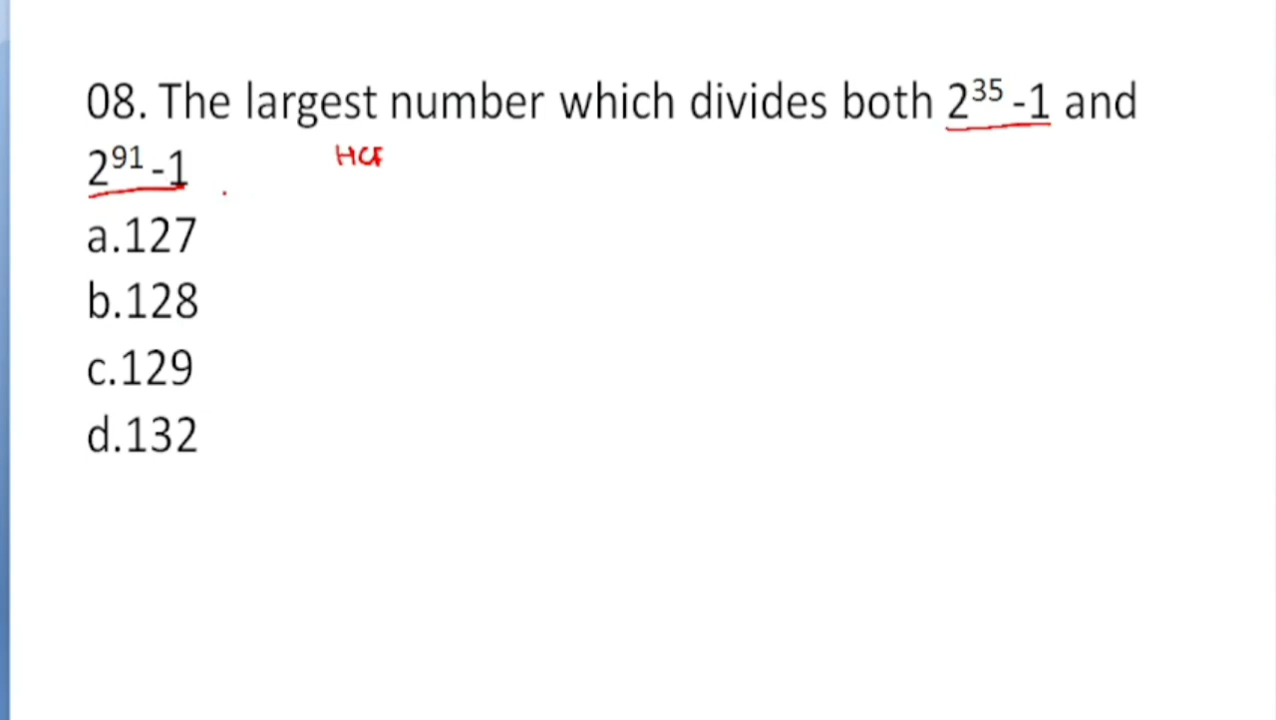 08. The largest number which divides both 2³⁵ -1 and
2⁹¹ -1
HCF
a.127
b.128
c.129
d.132